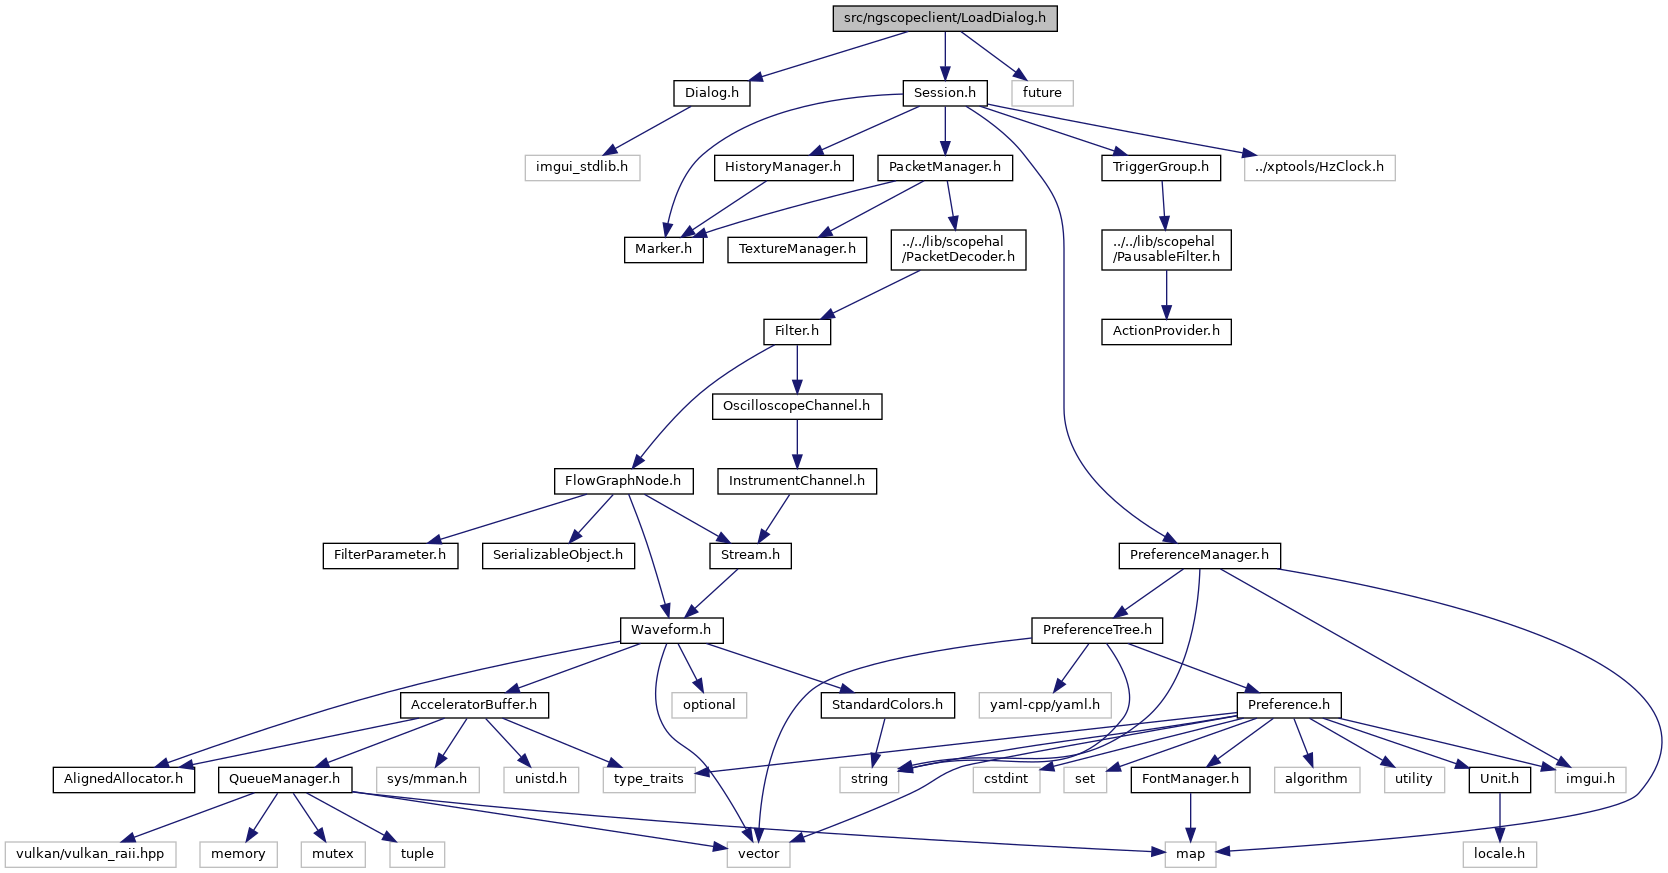 src/ngscopeclient/LoadDialog.h
Dialog.h
Session.h
future
imgui_stdlib.h
HistoryManager.h
PacketManager.h
TriggerGroup.h
../xptools/HzClock.h
Marker.h
TextureManager.h
../../lib/scopehal
/PacketDecoder.h
../../lib/scopehal
/PausableFilter.h
Filter.h
ActionProvider.h
OscilloscopeChannel.h
FlowGraphNode.h
InstrumentChannel.h
FilterParameter.h
SerializableObject.h
Stream.h
PreferenceManager.h
Waveform.h
PreferenceTree.h
AcceleratorBuffer.h
optional
StandardColors.h
yaml-cpp/yaml.h
Preference.h
AlignedAllocator.h
QueueManager.h
sys/mman.h
unistd.h
type_traits
string
cstdint
set
FontManager.h
algorithm
utility
Unit.h
imgui.h
vulkan/vulkan_raii.hpp
memory
mutex
tuple
vector
map
locale.h